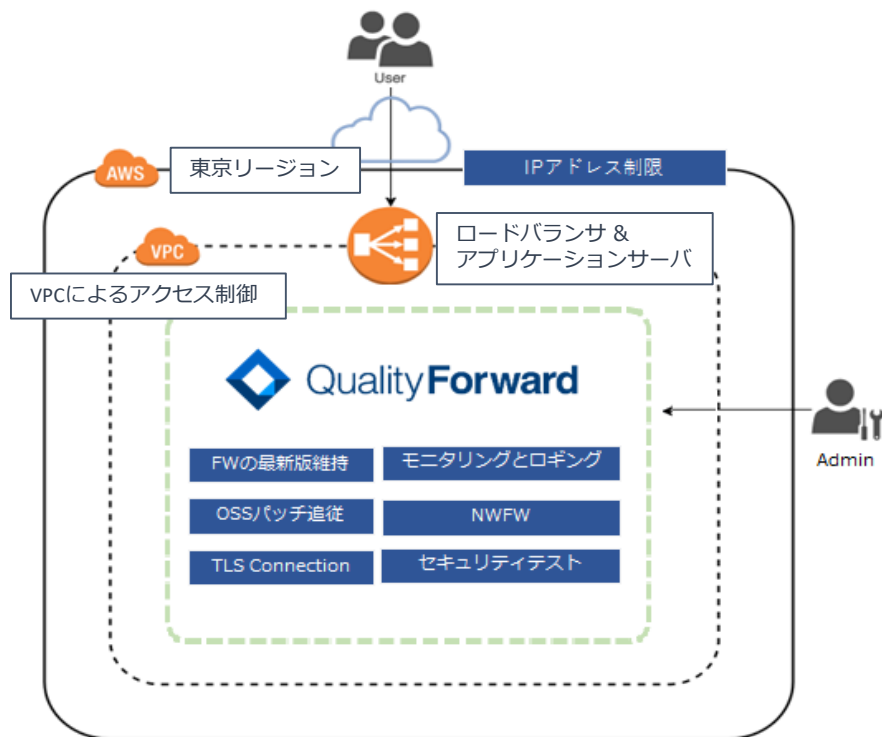 User
AWS
東京リージョン
IPアドレス制限
VPC
ロードバランサ &
アプリケーションサーバ
VPCによるアクセス制御
QualityForward
FWの最新版維持
モニタリングとロギング
OSSパッチ追従
NWFW
TLS Connection
セキュリティテスト
Admin